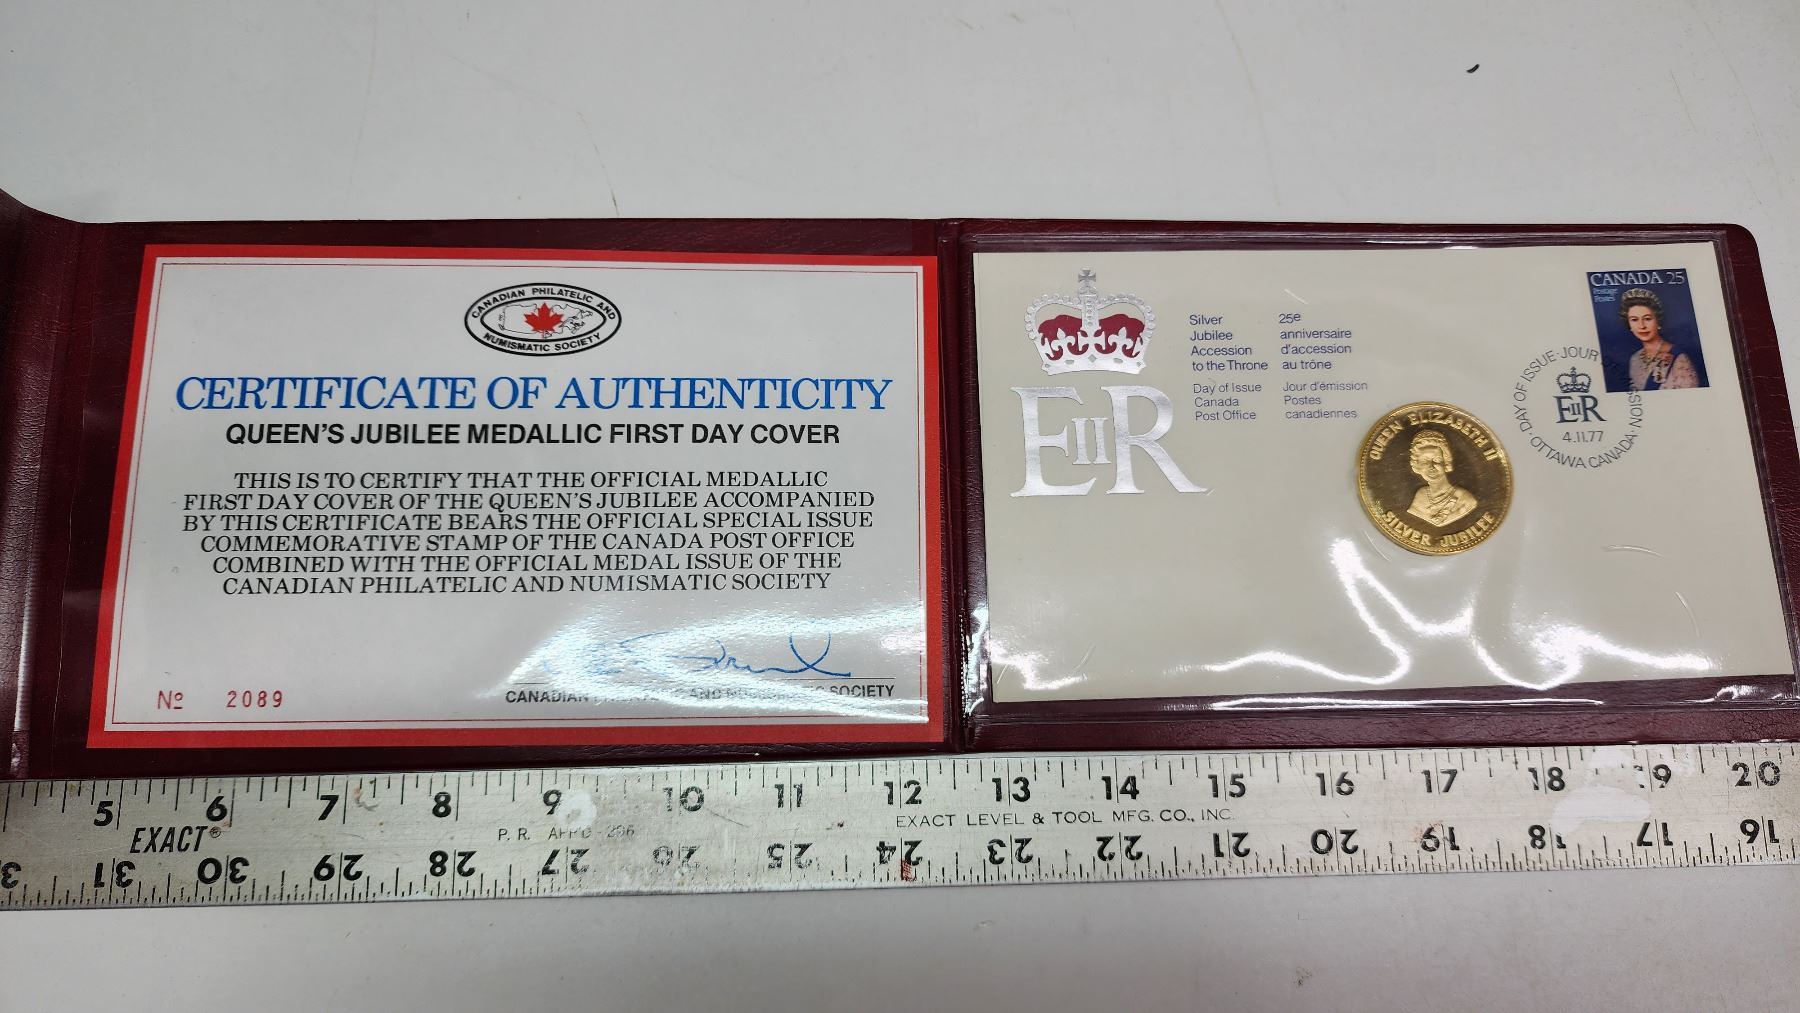 CANADIAN PHILATELIC AND
NUMISMATIC SOCIETY
CERTIFICATE OF AUTHENTICITY
QUEEN'S JUBILEE MEDALLIC FIRST DAY COVER
THIS IS TO CERTIFY THAT THE OFFICIAL MEDALLIC
FIRST DAY COVER OF THE QUEEN'S JUBILEE ACCOMPANIED
BY THIS CERTIFICATE BEARS THE OFFICIAL SPECIAL ISSUE
COMMEMORATIVE STAMP OF THE CANADA POST OFFICE
COMBINED WITH THE OFFICIAL MEDAL ISSUE OF THE
CANADIAN PHILATELIC AND NUMISMATIC SOCIETY
No 2089
CANADIAN PHILATELIC AND NUMISMATIC SOCIETY
EIIR
Silver
Jubilee
Accession
to the Throne
Day of Issue
Canada
Post Office
25e
anniversaire
d'accession
au trône
Jour d'émission
Postes
canadiennes
QUEEN ELIZABETH II
SILVER JUBILEE
CANADA 25
Postage
Postes
DAY OF ISSUE · JOUR D'ÉMISSION
EIIR
4.II.77
OTTAWA CANADA
5 6 7 8 9 10 11 12 13 14 15 16 17 18 19 20
EXACT®
P. R.
EXACT LEVEL & TOOL MFG. CO., INC.
31 30 29 28 27 26 25 24 23 22 21 20 19 18 17 16